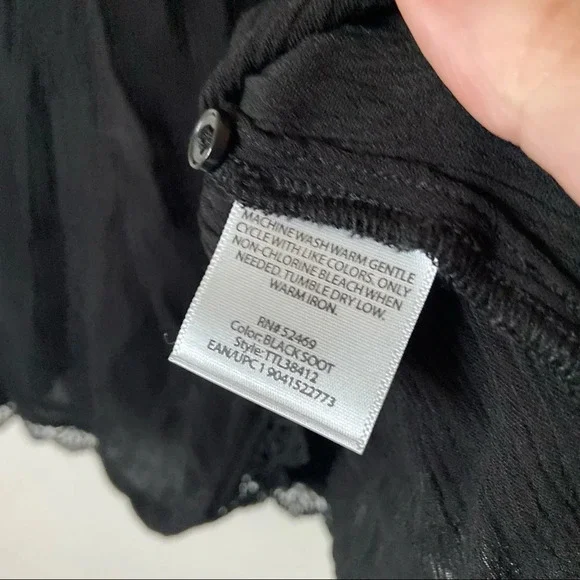 MACHINE WASH WARM GENTLE
CYCLE WITH LIKE COLORS. ONLY
NON-CHLORINE BLEACH WHEN
NEEDED. TUMBLE DRY LOW.
WARM IRON.
RN# 52469
Color: BLACK SOOT
Style: TTL38412
EAN/UPC 1 9041522773